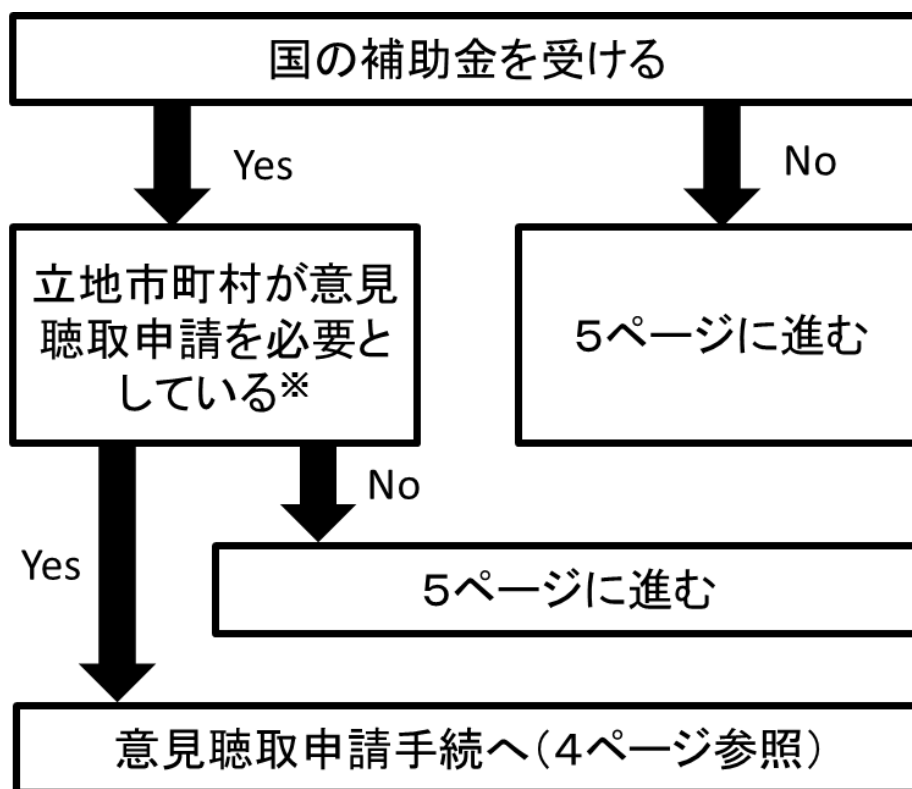 国の補助金を受ける
Yes
No
立地市町村が意見
聴取申請を必要と
している※
5ページに進む
No
Yes
5ページに進む
意見聴取申請手続へ(4ページ参照)